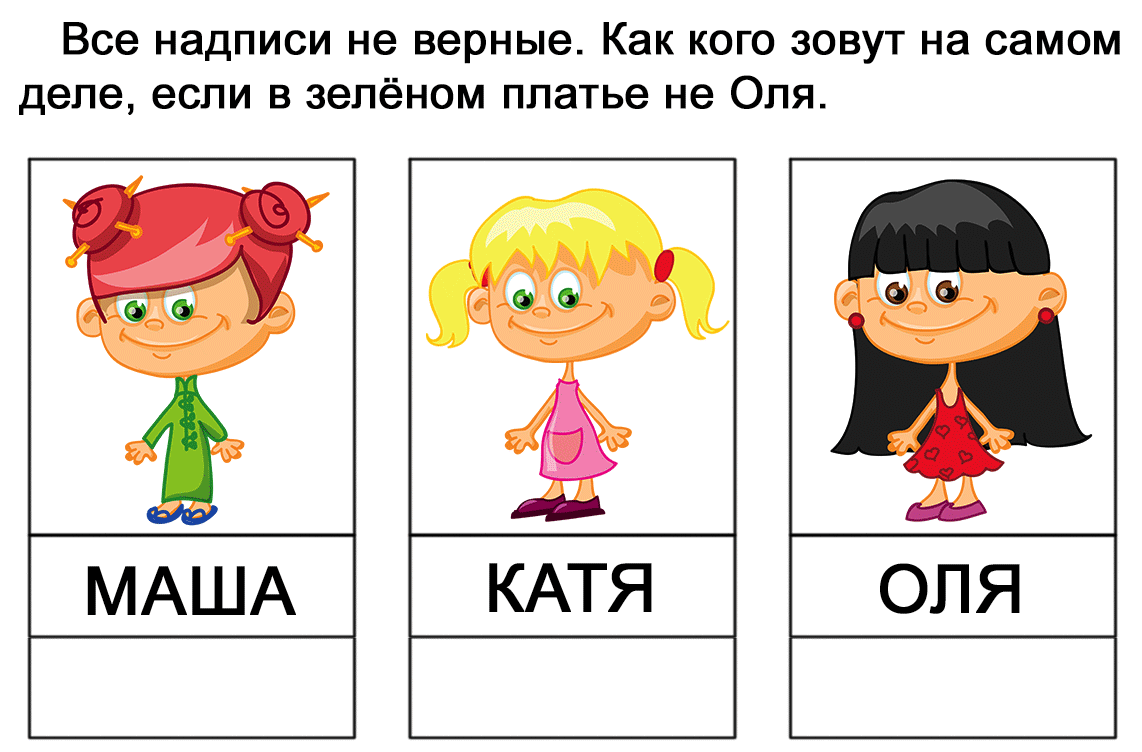 Все надписи не верные. Как кого зовут на самом
деле, если в зелёном платье не Оля.
МАША
КАТЯ
ОЛЯ